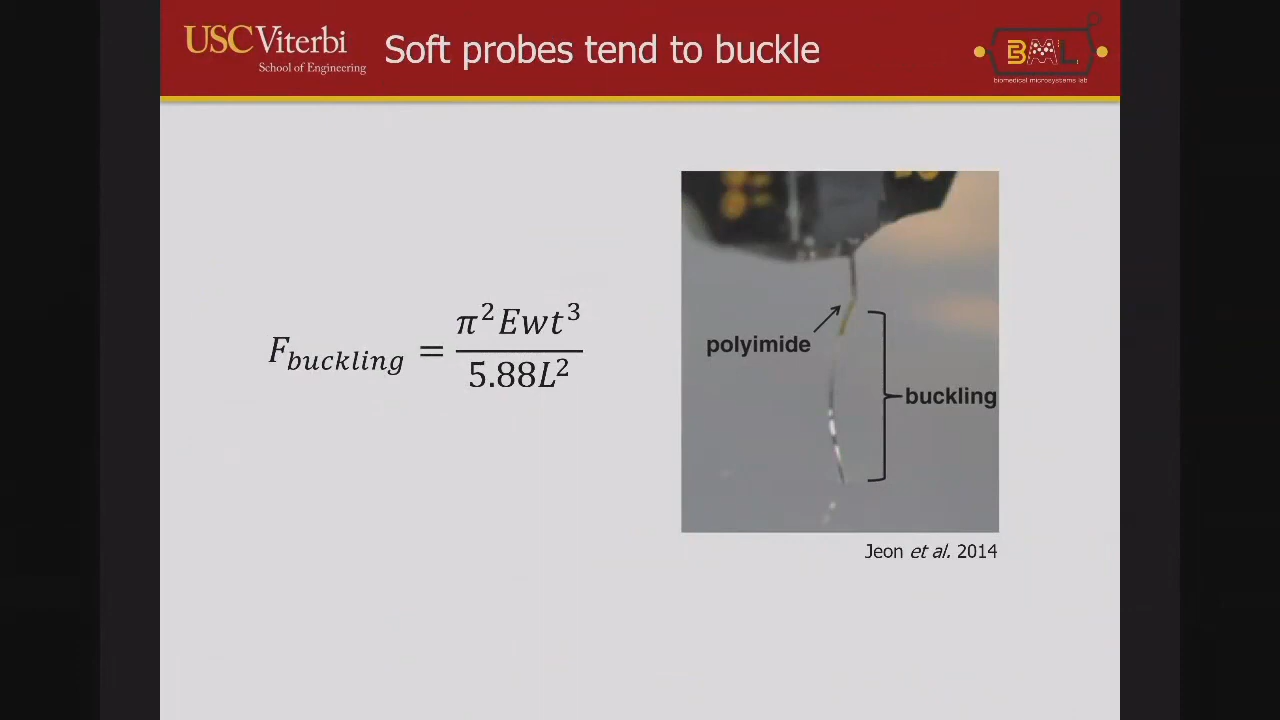 USC Viterbi
School of Engineering
Soft probes tend to buckle
BML
biomedical microsystems lab
F_buckling = π²Ewt³ / 5.88L²
polyimide
buckling
Jeon et al. 2014